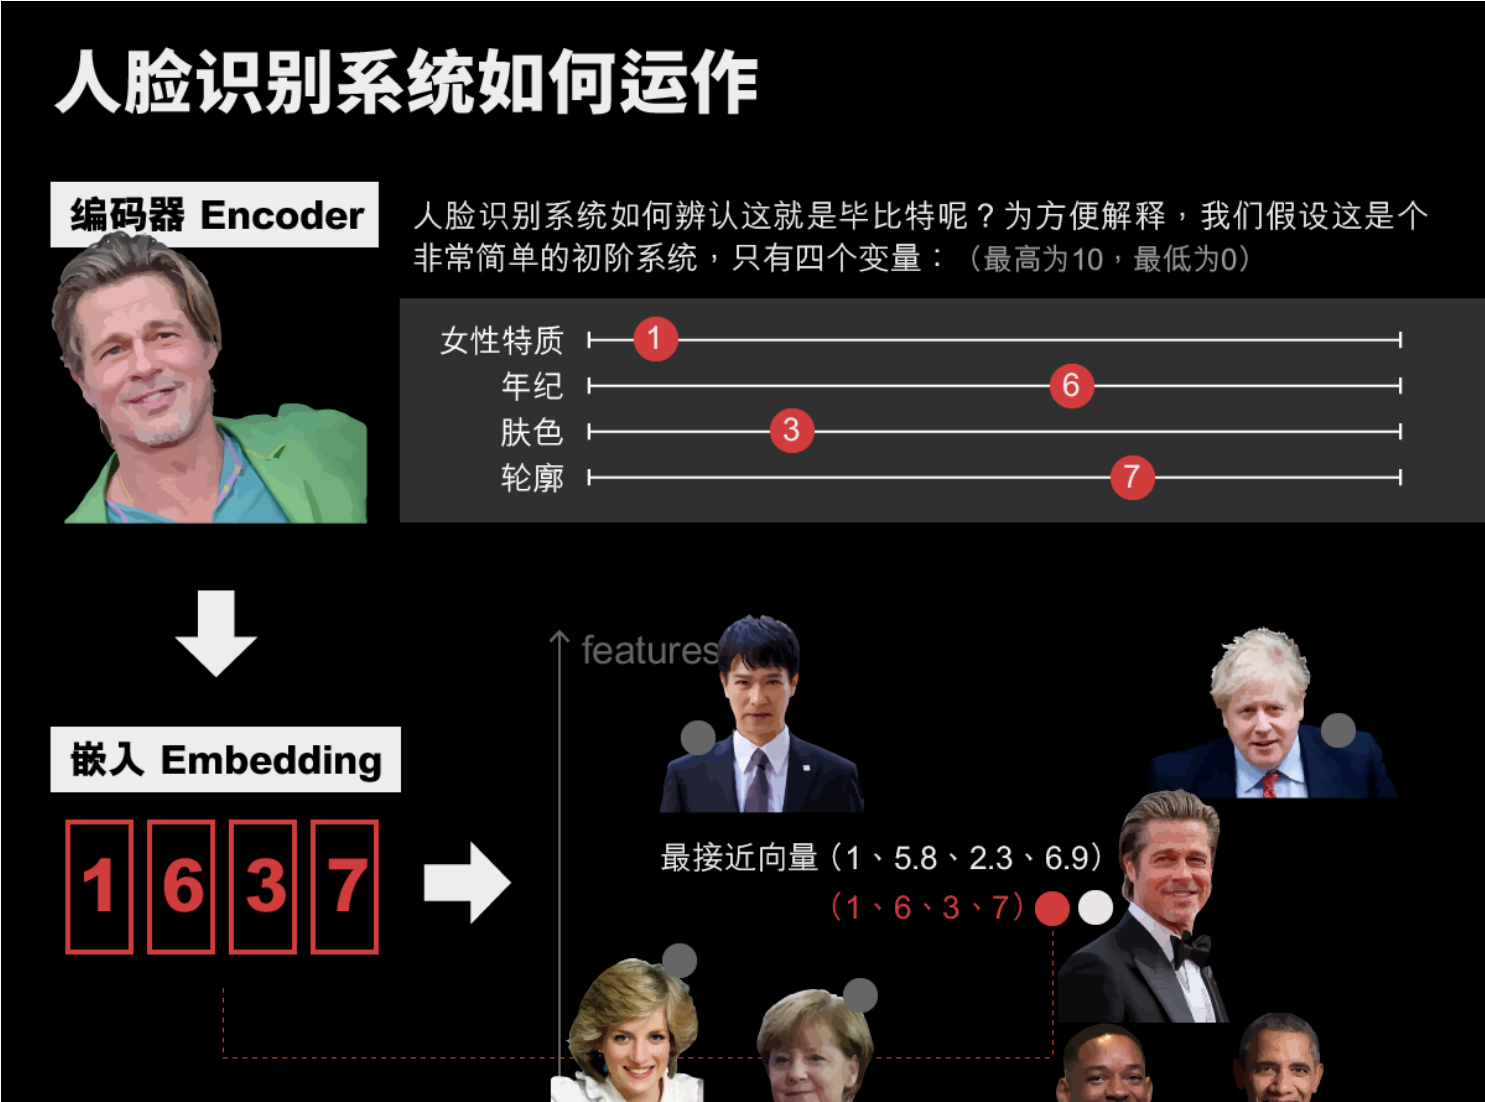 人脸识别系统如何运作
编码器 Encoder
人脸识别系统如何辨认这就是毕比特呢？为方便解释，我们假设这是个
非常简单的初阶系统，只有四个变量：（最高为10，最低为0）
女性特质 1
年纪 6
肤色 3
轮廓 7
features
嵌入 Embedding
1 6 3 7
最接近向量（1、5.8、2.3、6.9）
（1、6、3、7）